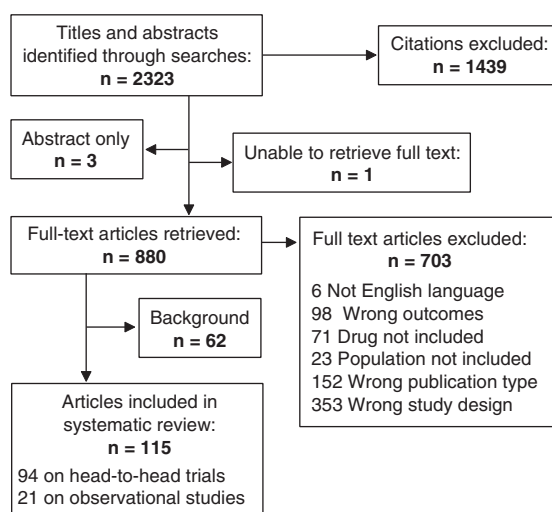 Titles and abstracts
identified through searches:
n = 2323
Citations excluded:
n = 1439
Abstract only
n = 3
Unable to retrieve full text:
n = 1
Full-text articles retrieved:
n = 880
Full text articles excluded:
n = 703
6 Not English language
98 Wrong outcomes
71 Drug not included
23 Population not included
152 Wrong publication type
353 Wrong study design
Background
n = 62
Articles included in
systematic review:
n = 115
94 on head-to-head trials
21 on observational studies